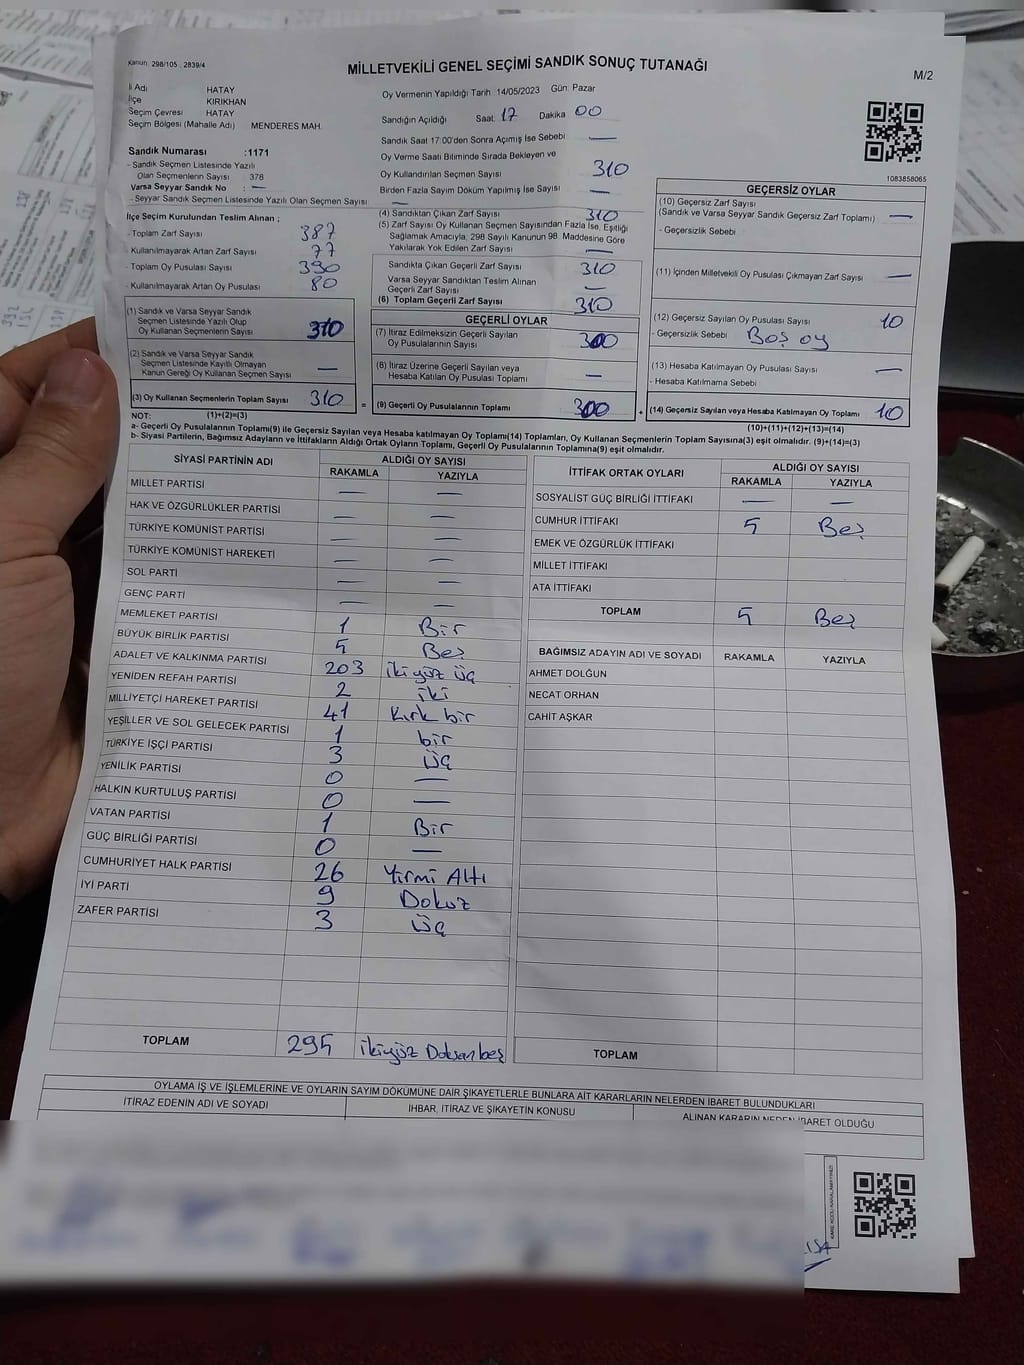 Kanun: 298/105, 2839/4
MİLLETVEKİLİ GENEL SEÇİMİ SANDIK SONUÇ TUTANAĞI
M/2
İl Adı HATAY
İlçe KIRIKHAN
Seçim Çevresi HATAY
Seçim Bölgesi (Mahalle Adı) MENDERES MAH.
Oy Vermenin Yapıldığı Tarih 14/05/2023 Gün: Pazar
Sandığın Açıldığı Saat: 17 Dakika 00
Sandık Saat 17:00'den Sonra Açımış İse Sebebi —
Oy Verme Saati Bitiminde Sırada Bekleyen ve
Oy Kullandırılan Seçmen Sayısı 310
Birden Fazla Sayım Döküm Yapılmış İse Sayısı —
Sandık Numarası :1171
- Sandık Seçmen Listesinde Yazılı
Olan Seçmenlerin Sayısı 378
Varsa Seyyar Sandık No : —
- Seyyar Sandık Seçmen Listesinde Yazılı Olan Seçmen Sayısı —
1083858065
İlçe Seçim Kurulundan Teslim Alınan ;
- Toplam Zarf Sayısı 387
- Kullanılmayarak Artan Zarf Sayısı 77
- Toplam Oy Pusulası Sayısı 390
- Kullanılmayarak Artan Oy Pusulası 80
(1) Sandık ve Varsa Seyyar Sandık
Seçmen Listesinde Yazılı Olup
Oy Kullanan Seçmenlerin Sayısı 310
(2) Sandık ve Varsa Seyyar Sandık
Seçmen Listesinde Kayıtlı Olmayan
Kanun Gereği Oy Kullanan Seçmen Sayısı —
(3) Oy Kullanan Seçmenlerin Toplam Sayısı 310 =
(4) Sandıktan Çıkan Zarf Sayısı 310
(5) Zarf Sayısı Oy Kullanan Seçmen Sayısından Fazla İse, Eşitliği
Sağlamak Amacıyla, 298 Sayılı Kanunun 98. Maddesine Göre
Yakılarak Yok Edilen Zarf Sayısı —
Sandıkta Çıkan Geçerli Zarf Sayısı 310
Varsa Seyyar Sandıktan Teslim Alınan
Geçerli Zarf Sayısı —
(6) Toplam Geçerli Zarf Sayısı 310
GEÇERLİ OYLAR
(7) İtiraz Edilmeksizin Geçerli Sayılan
Oy Pusulalarının Sayısı 300
(8) İtiraz Üzerine Geçerli Sayılan veya
Hesaba Katılan Oy Pusulası Toplamı —
(9) Geçerli Oy Pusulalarının Toplamı 300 +
GEÇERSİZ OYLAR
(10) Geçersiz Zarf Sayısı
(Sandık ve Varsa Seyyar Sandık Geçersiz Zarf Toplamı) —
- Geçersizlik Sebebi
(11) İçinden Milletvekili Oy Pusulası Çıkmayan Zarf Sayısı —
(12) Geçersiz Sayılan Oy Pusulası Sayısı 10
- Geçersizlik Sebebi Boş oy
(13) Hesaba Katılmayan Oy Pusulası Sayısı —
- Hesaba Katılmama Sebebi
(14) Geçersiz Sayılan veya Hesaba Katılmayan Oy Toplamı 10
NOT: (1)+(2)=(3) (10)+(11)+(12)+(13)=(14)
a- Geçerli Oy Pusulalarının Toplamı(9) ile Geçersiz Sayılan veya Hesaba katılmayan Oy Toplamı(14) Toplamları, Oy Kullanan Seçmenlerin Toplam Sayısına(3) eşit olmalıdır. (9)+(14)=(3)
b- Siyasi Partilerin, Bağımsız Adayların ve İttifakların Aldığı Ortak Oyların Toplamı, Geçerli Oy Pusulalarının Toplamına(9) eşit olmalıdır.
SİYASİ PARTİNİN ADI ALDIĞI OY SAYISI
RAKAMLA YAZIYLA
MİLLET PARTİSİ — —
HAK VE ÖZGÜRLÜKLER PARTİSİ — —
TÜRKİYE KOMÜNİST PARTİSİ — —
TÜRKİYE KOMÜNİST HAREKETİ — —
SOL PARTİ — —
GENÇ PARTİ — —
MEMLEKET PARTİSİ 1 Bir
BÜYÜK BİRLİK PARTİSİ 5 Beş
ADALET VE KALKINMA PARTİSİ 203 ikiyüz üç
YENİDEN REFAH PARTİSİ 2 iki
MİLLİYETÇİ HAREKET PARTİSİ 41 Kırk bir
YEŞİLLER VE SOL GELECEK PARTİSİ 1 bir
TÜRKİYE İŞÇİ PARTİSİ 3 üç
YENİLİK PARTİSİ 0 —
HALKIN KURTULUŞ PARTİSİ 0 —
VATAN PARTİSİ 1 Bir
GÜÇ BİRLİĞİ PARTİSİ 0 —
CUMHURİYET HALK PARTİSİ 26 Yirmi Altı
İYİ PARTİ 9 Dokuz
ZAFER PARTİSİ 3 üç
TOPLAM 295 ikiyüz Doksanbeş
İTTİFAK ORTAK OYLARI ALDIĞI OY SAYISI
RAKAMLA YAZIYLA
SOSYALİST GÜÇ BİRLİĞİ İTTİFAKI — —
CUMHUR İTTİFAKI 5 Beş
EMEK VE ÖZGÜRLÜK İTTİFAKI
MİLLET İTTİFAKI
ATA İTTİFAKI
TOPLAM 5 Beş
BAĞIMSIZ ADAYIN ADI VE SOYADI RAKAMLA YAZIYLA
AHMET DOLĞUN
NECAT ORHAN
CAHİT AŞKAR
TOPLAM
OYLAMA İŞ VE İŞLEMLERİNE VE OYLARIN SAYIM DÖKÜMÜNE DAİR ŞİKAYETLERLE BUNLARA AİT KARARLARIN NELERDEN İBARET BULUNDUKLARI
İTİRAZ EDENİN ADI VE SOYADI İHBAR, İTİRAZ VE ŞİKAYETİN KONUSU ALINAN KARARIN NEDEN İBARET OLDUĞU